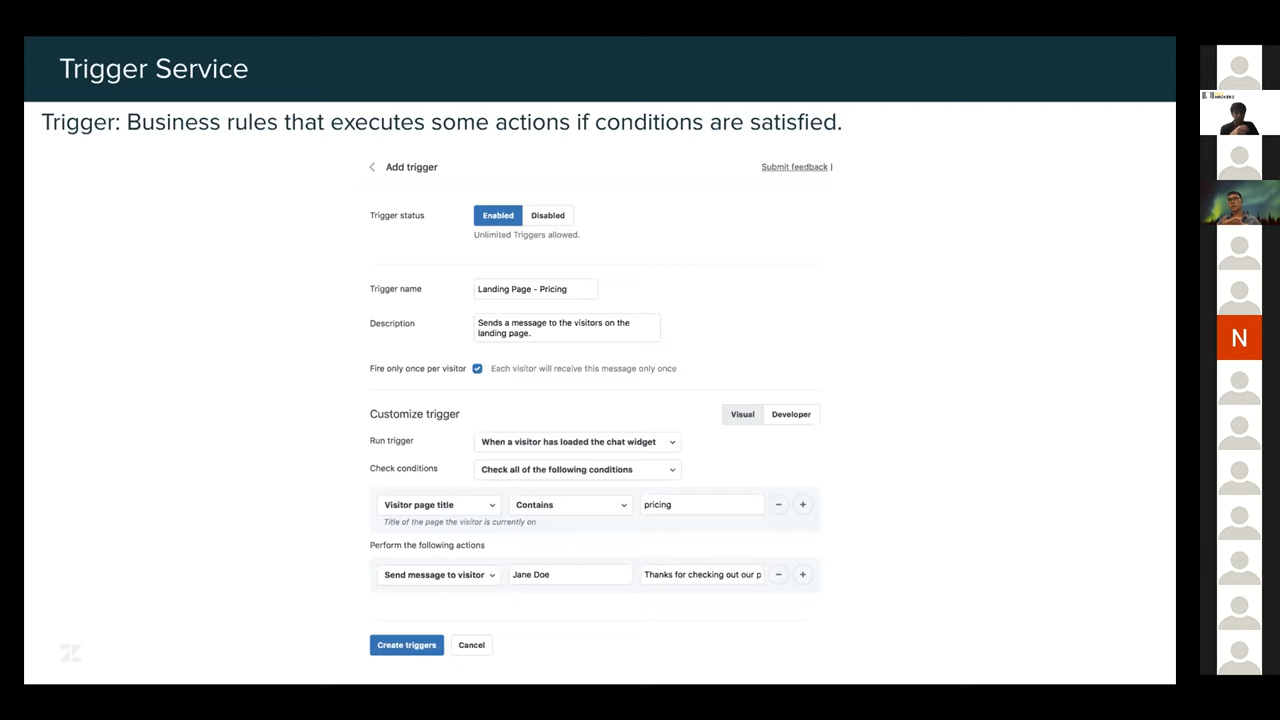 Trigger Service
Trigger: Business rules that executes some actions if conditions are satisfied.
Add trigger
Submit feedback
Trigger status
Enabled
Disabled
Unlimited Triggers allowed.
Trigger name
Landing Page - Pricing
Description
Sends a message to the visitors on the
landing page.
Fire only once per visitor
Each visitor will receive this message only once
Customize trigger
Visual
Developer
Run trigger
When a visitor has loaded the chat widget
Check conditions
Check all of the following conditions
Visitor page title
Contains
pricing
Title of the page the visitor is currently on
Perform the following actions
Send message to visitor
Jane Doe
Thanks for checking out our p
Create triggers
Cancel
N